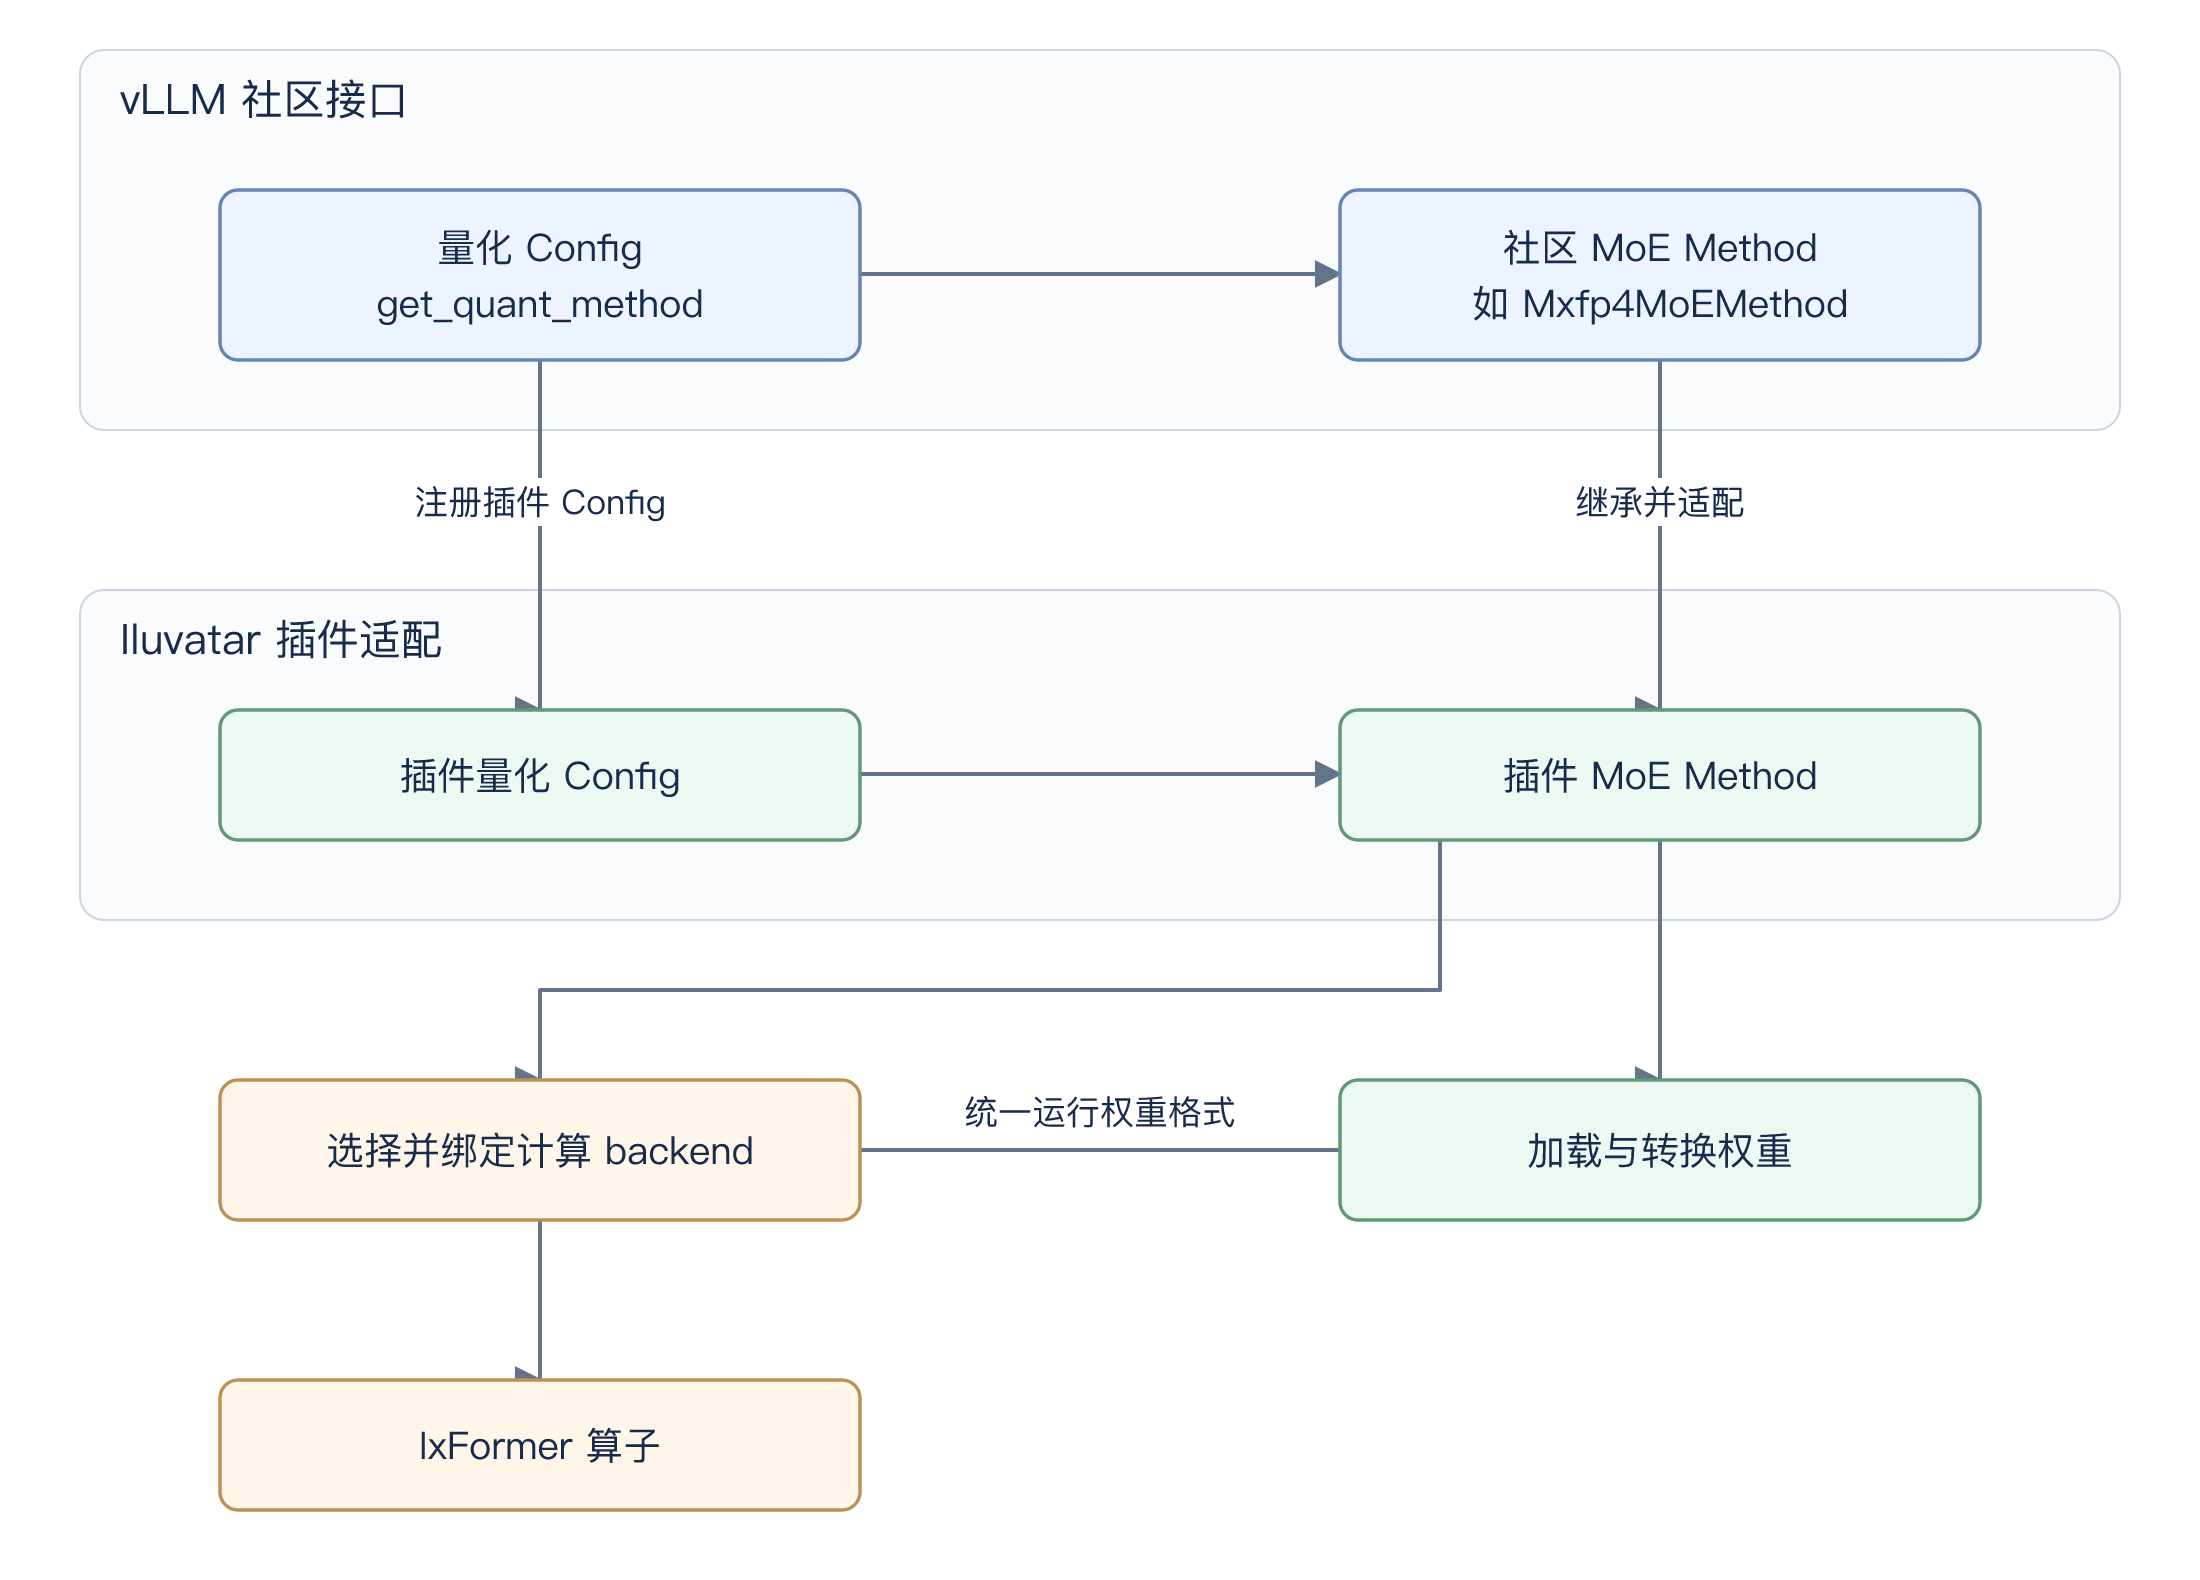 vLLM 社区接口
量化 Config
get_quant_method
社区 MoE Method
如 Mxfp4MoEMethod
注册插件 Config
继承并适配
Iluvatar 插件适配
插件量化 Config
插件 MoE Method
选择并绑定计算 backend
统一运行权重格式
加载与转换权重
IxFormer 算子